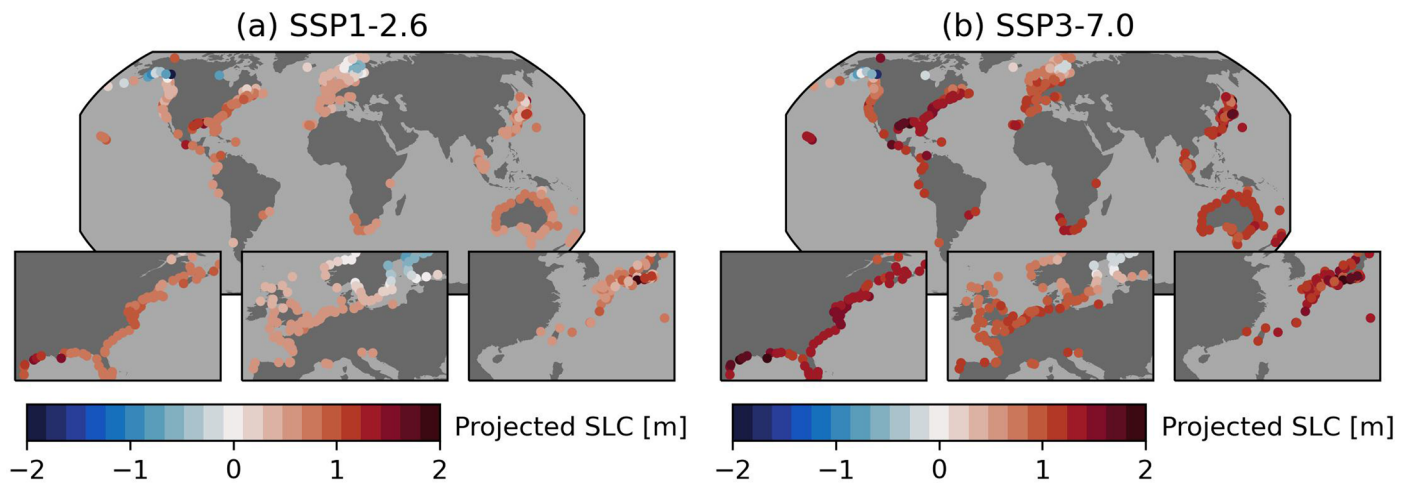 (a) SSP1-2.6
(b) SSP3-7.0
Projected SLC [m]
−2 −1 0 1 2
Projected SLC [m]
−2 −1 0 1 2